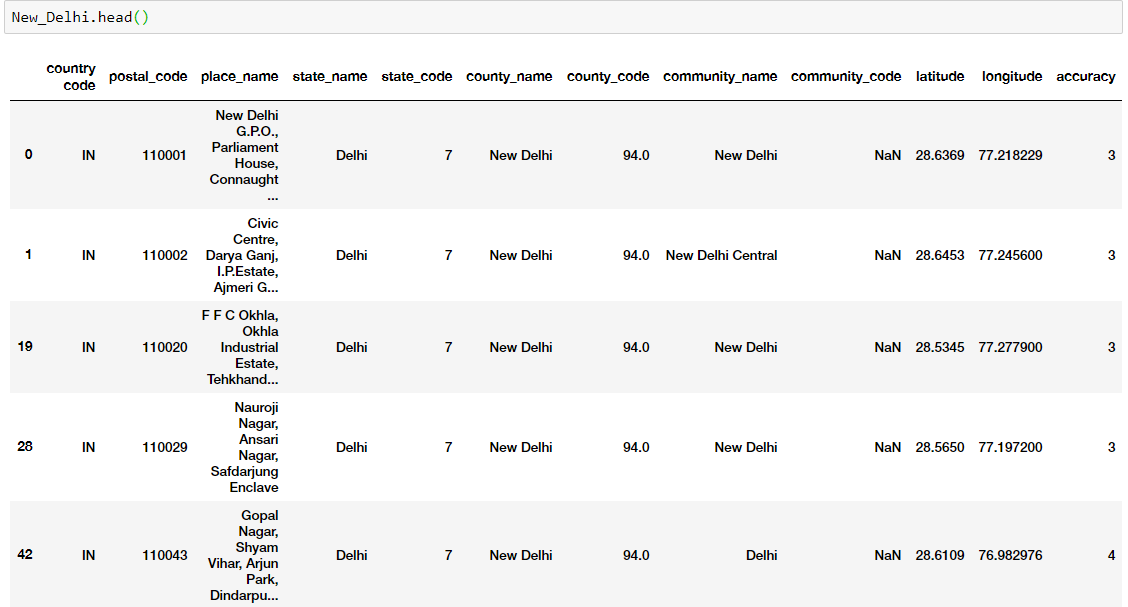 New_Delhi.head()
country code postal_code place_name state_name state_code county_name county_code community_name community_code latitude longitude accuracy
0 IN 110001 New Delhi G.P.O., Parliament House, Connaught ... Delhi 7 New Delhi 94.0 New Delhi NaN 28.6369 77.218229 3
1 IN 110002 Civic Centre, Darya Ganj, I.P.Estate, Ajmeri G... Delhi 7 New Delhi 94.0 New Delhi Central NaN 28.6453 77.245600 3
19 IN 110020 F F C Okhla, Okhla Industrial Estate, Tehkhand... Delhi 7 New Delhi 94.0 New Delhi NaN 28.5345 77.277900 3
28 IN 110029 Nauroji Nagar, Ansari Nagar, Safdarjung Enclave Delhi 7 New Delhi 94.0 New Delhi NaN 28.5650 77.197200 3
42 IN 110043 Gopal Nagar, Shyam Vihar, Arjun Park, Dindarpu... Delhi 7 New Delhi 94.0 Delhi NaN 28.6109 76.982976 4